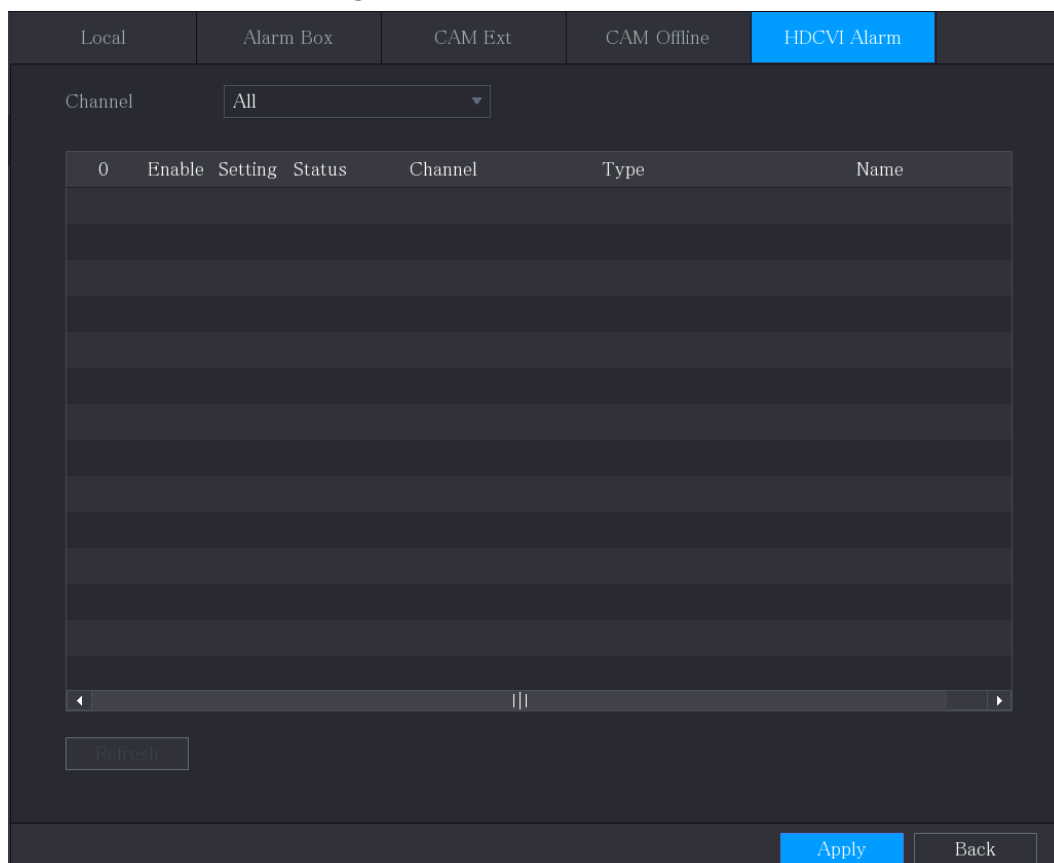 Local Alarm Box CAM Ext CAM Offline HDCVI Alarm
Channel All
0 Enable Setting Status Channel Type Name
Refresh
Apply Back